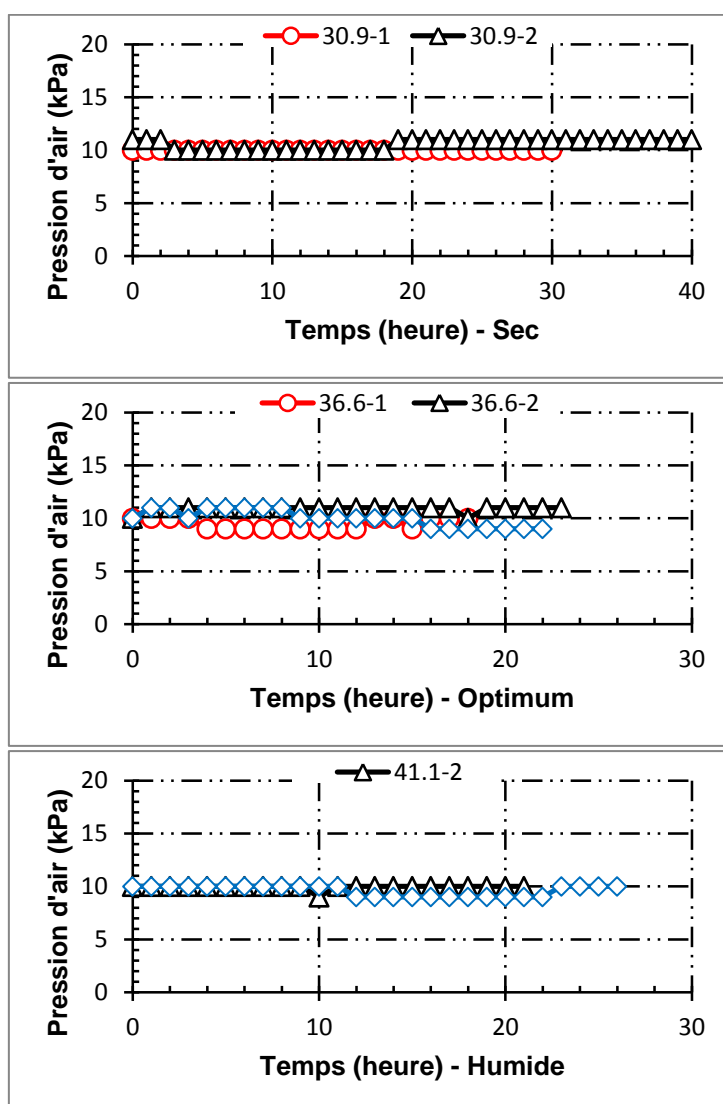 30.9-1 30.9-2
20
15
10
5
0
Pression d'air (kPa)
0 10 20 30 40
Temps (heure) - Sec
36.6-1 36.6-2
20
15
10
5
0
Pression d'air (kPa)
0 10 20 30
Temps (heure) - Optimum
41.1-2
20
15
10
5
0
Pression d'air (kPa)
0 10 20 30
Temps (heure) - Humide